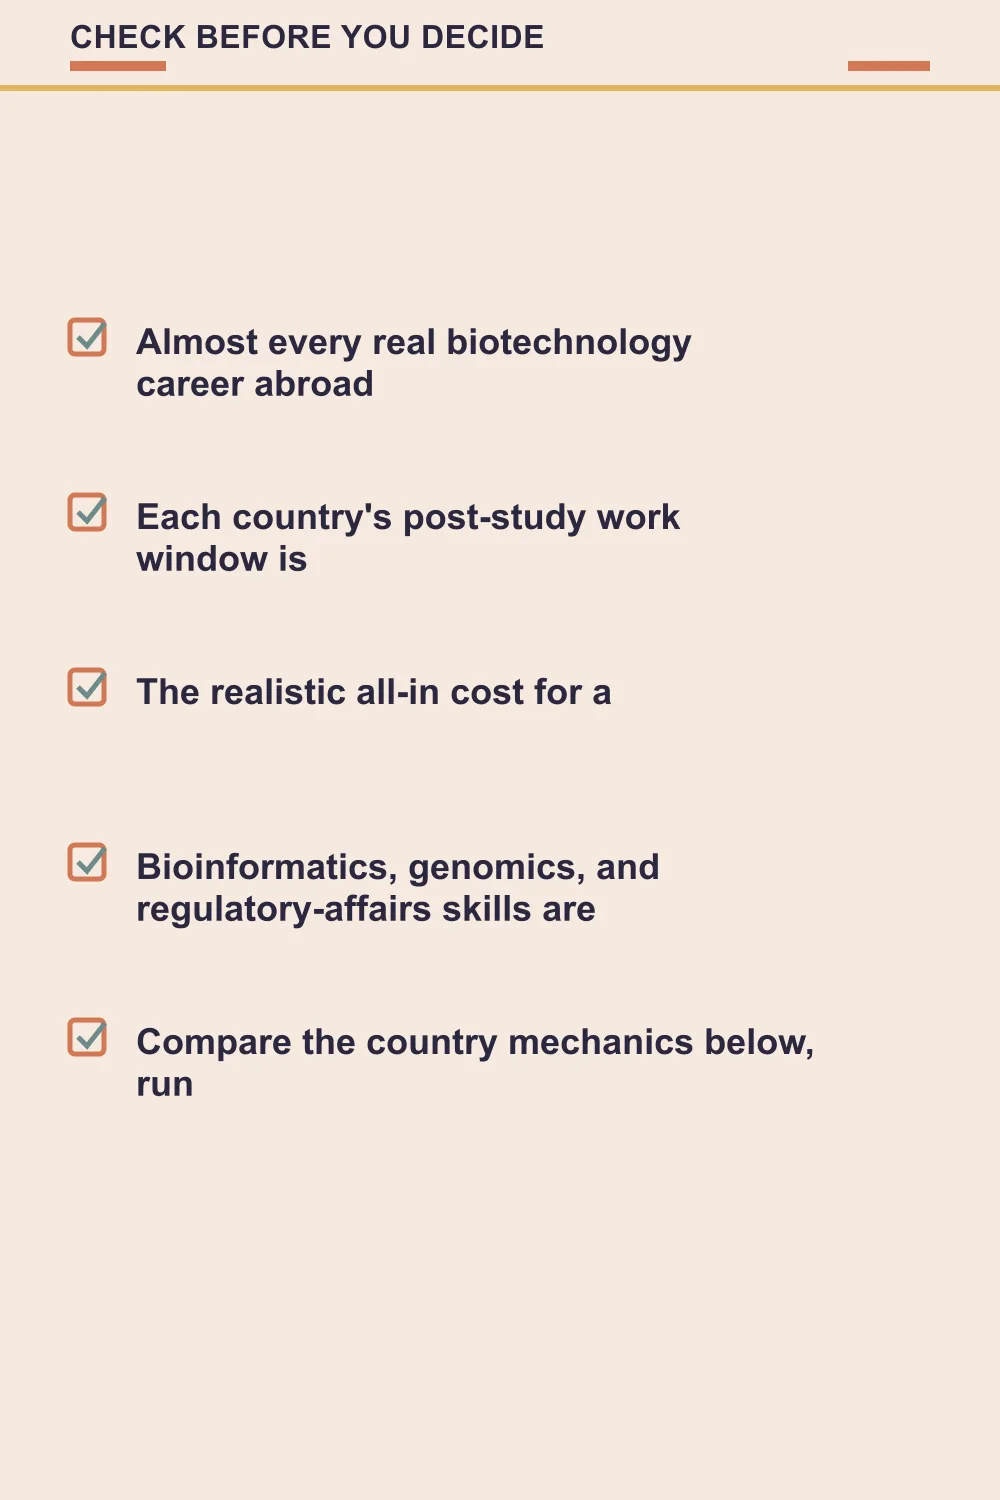 CHECK BEFORE YOU DECIDE
Almost every real biotechnology
career abroad
Each country's post-study work
window is
The realistic all-in cost for a
Bioinformatics, genomics, and
regulatory-affairs skills are
Compare the country mechanics below,
run